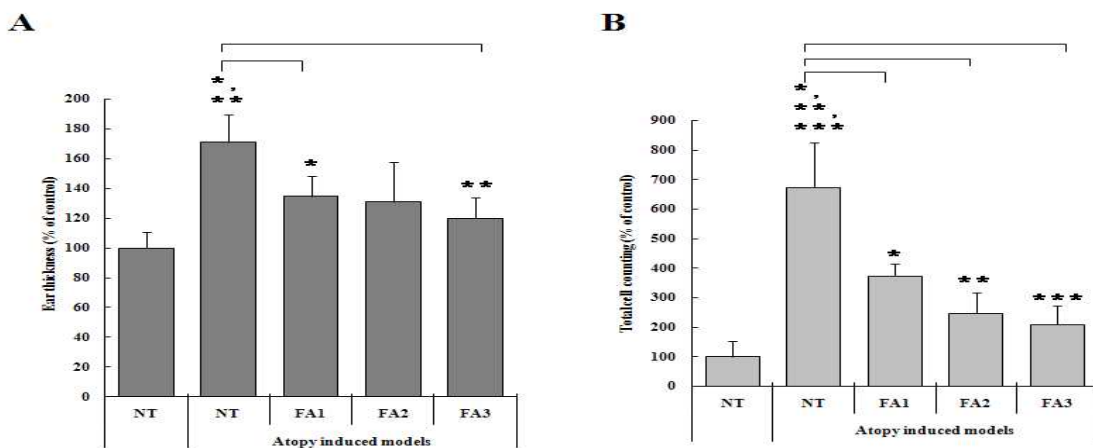 A
Ear thickness (% of control)
200
180
160
140
120
100
80
60
40
20
0
*,
**
*
**
NT
NT
FA1
FA2
FA3
Atopy induced models
B
Total cell counting (% of control)
900
800
700
600
500
400
300
200
100
0
*,
**,
***
*
**
***
NT
NT
FA1
FA2
FA3
Atopy induced models